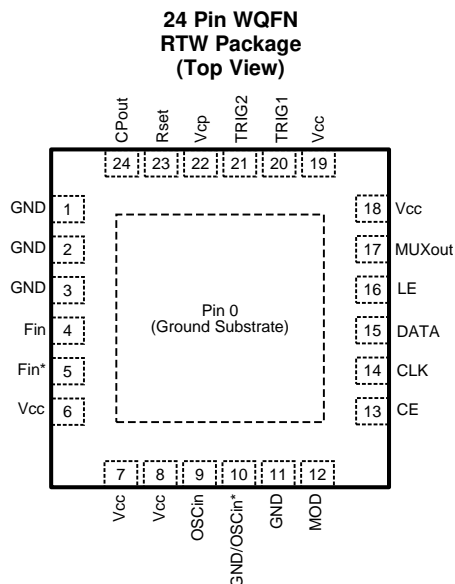 24 Pin WQFN
RTW Package
(Top View)
CPout
Rset
Vcp
TRIG2
TRIG1
Vcc
24 23 22 21 20 19
GND 1
GND 2
GND 3
Fin 4
Fin* 5
Vcc 6
Pin 0
(Ground Substrate)
18 Vcc
17 MUXout
16 LE
15 DATA
14 CLK
13 CE
7 8 9 10 11 12
Vcc
Vcc
OSCin
GND/OSCin*
GND
MOD